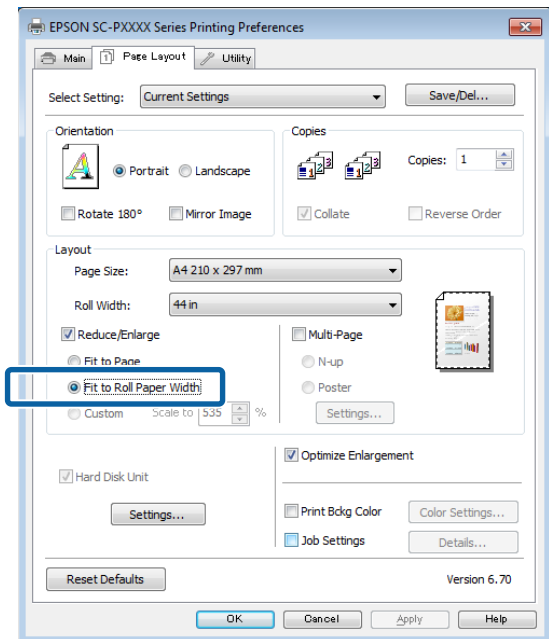 EPSON SC-PXXXX Series Printing Preferences
Main
Page Layout
Utility
Select Setting:
Current Settings
Save/Del...
Orientation
Portrait
Landscape
Rotate 180°
Mirror Image
Copies
Copies:
1
Collate
Reverse Order
Layout
Page Size:
A4 210 x 297 mm
Roll Width:
44 in
Reduce/Enlarge
Fit to Page
Fit to Roll Paper Width
Custom
Scale to
535
%
Multi-Page
N-up
Poster
Settings...
Hard Disk Unit
Settings...
Optimize Enlargement
Print Bckg Color
Color Settings...
Job Settings
Details...
Reset Defaults
Version 6.70
OK
Cancel
Apply
Help